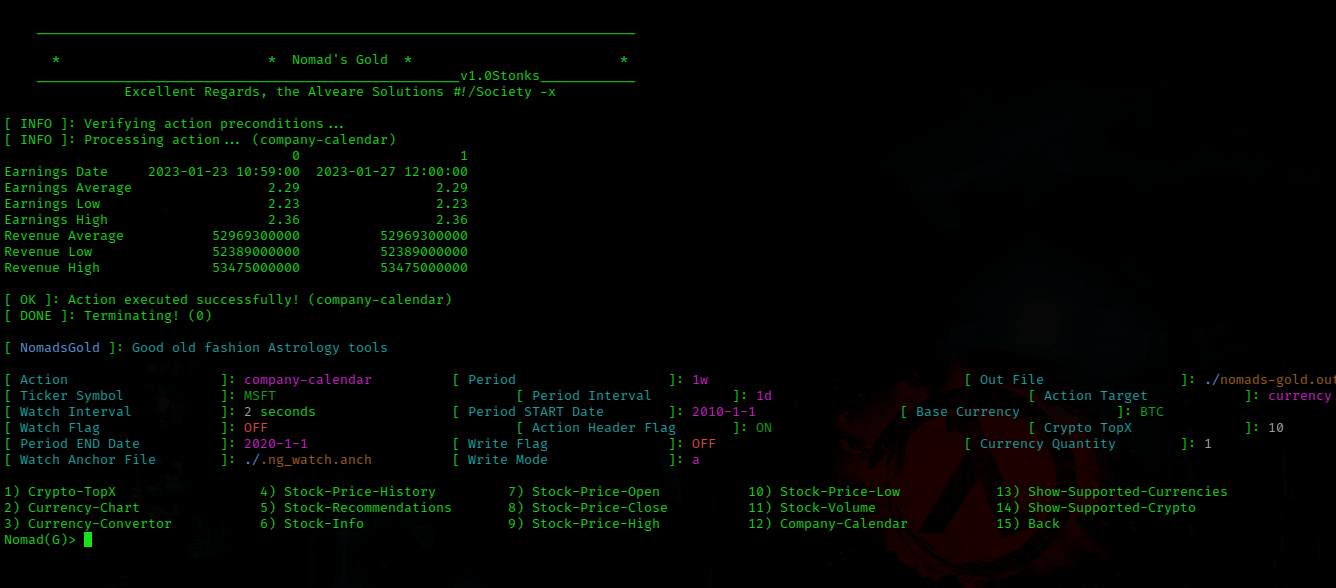 * * Nomad's Gold * *
v1.0Stonks
Excellent Regards, the Alveare Solutions #!/Society -x
[ INFO ]: Verifying action preconditions...
[ INFO ]: Processing action... (company-calendar)
0 1
Earnings Date 2023-01-23 10:59:00 2023-01-27 12:00:00
Earnings Average 2.29 2.29
Earnings Low 2.23 2.23
Earnings High 2.36 2.36
Revenue Average 52969300000 52969300000
Revenue Low 52389000000 52389000000
Revenue High 53475000000 53475000000
[ OK ]: Action executed successfully! (company-calendar)
[ DONE ]: Terminating! (0)
[ NomadsGold ]: Good old fashion Astrology tools
[ Action ]: company-calendar [ Period ]: 1w [ Out File ]: ./nomads-gold.out
[ Ticker Symbol ]: MSFT [ Period Interval ]: 1d [ Action Target ]: currency
[ Watch Interval ]: 2 seconds [ Period START Date ]: 2010-1-1 [ Base Currency ]: BTC
[ Watch Flag ]: OFF [ Action Header Flag ]: ON [ Crypto TopX ]: 10
[ Period END Date ]: 2020-1-1 [ Write Flag ]: OFF [ Currency Quantity ]: 1
[ Watch Anchor File ]: ./.ng_watch.anch [ Write Mode ]: a
1) Crypto-TopX 4) Stock-Price-History 7) Stock-Price-Open 10) Stock-Price-Low 13) Show-Supported-Currencies
2) Currency-Chart 5) Stock-Recommendations 8) Stock-Price-Close 11) Stock-Volume 14) Show-Supported-Crypto
3) Currency-Convertor 6) Stock-Info 9) Stock-Price-High 12) Company-Calendar 15) Back
Nomad(G)>